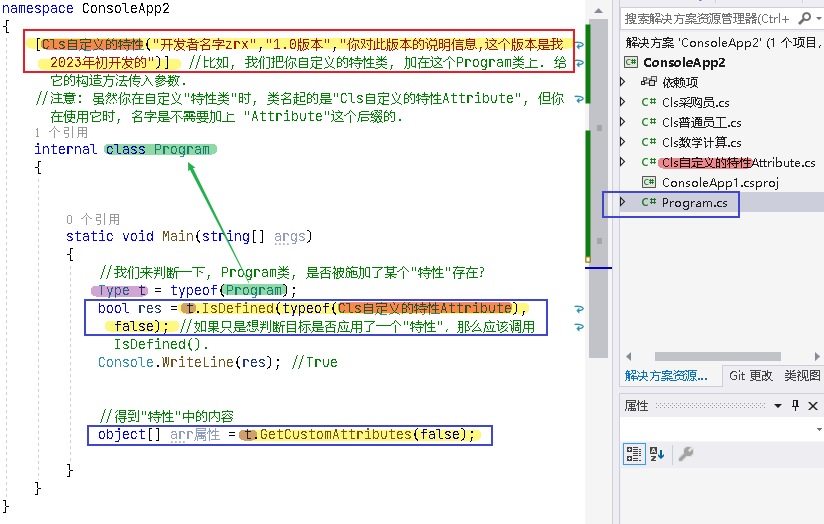 namespace ConsoleApp2
{
[Cls自定义的特性("开发者名字zrx","1.0版本","你对此版本的说明信息,这个版本是我
2023年初开发的")] //比如, 我们把你自定义的特性类, 加在这个Program类上. 给
它的构造方法传入参数.
//注意: 虽然你在自定义"特性类"时, 类名起的是"Cls自定义的特性Attribute", 但你
在使用它时, 名字是不需要加上 "Attribute"这个后缀的.
1 个引用
internal class Program
{
0 个引用
static void Main(string[] args)
{
//我们来判断一下, Program类, 是否被施加了某个"特性"存在?
Type t = typeof(Program);
bool res = t.IsDefined(typeof(Cls自定义的特性Attribute),
false); //如果只是想判断目标是否应用了一个"特性", 那么应该调用
IsDefined().
Console.WriteLine(res); //True
//得到"特性"中的内容
object[] arr属性 = t.GetCustomAttributes(false);
}
}
}
搜索解决方案资源管理器(Ctrl+
解决方案 'ConsoleApp2' (1 个项目,
ConsoleApp2
依赖项
C# Cls采购员.cs
C# Cls普通员工.cs
C# Cls数学计算.cs
C# Cls自定义的特性Attribute.cs
ConsoleApp1.csproj
C# Program.cs
解决方案资源... Git 更改 类视图
属性